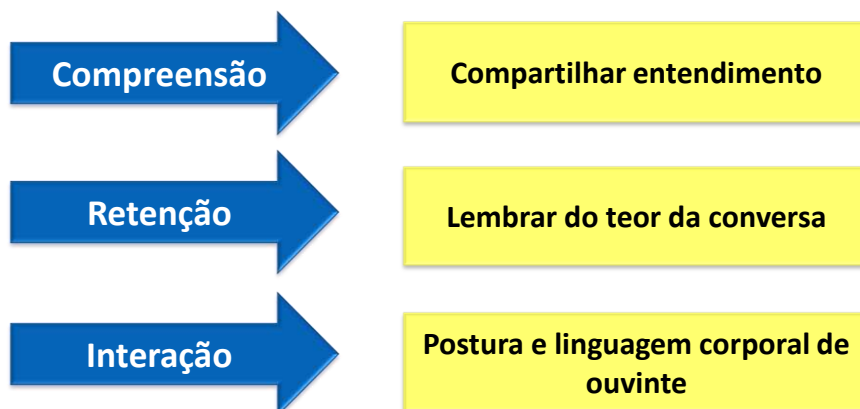 Compreensão
Compartilhar entendimento
Retenção
Lembrar do teor da conversa
Interação
Postura e linguagem corporal de
ouvinte